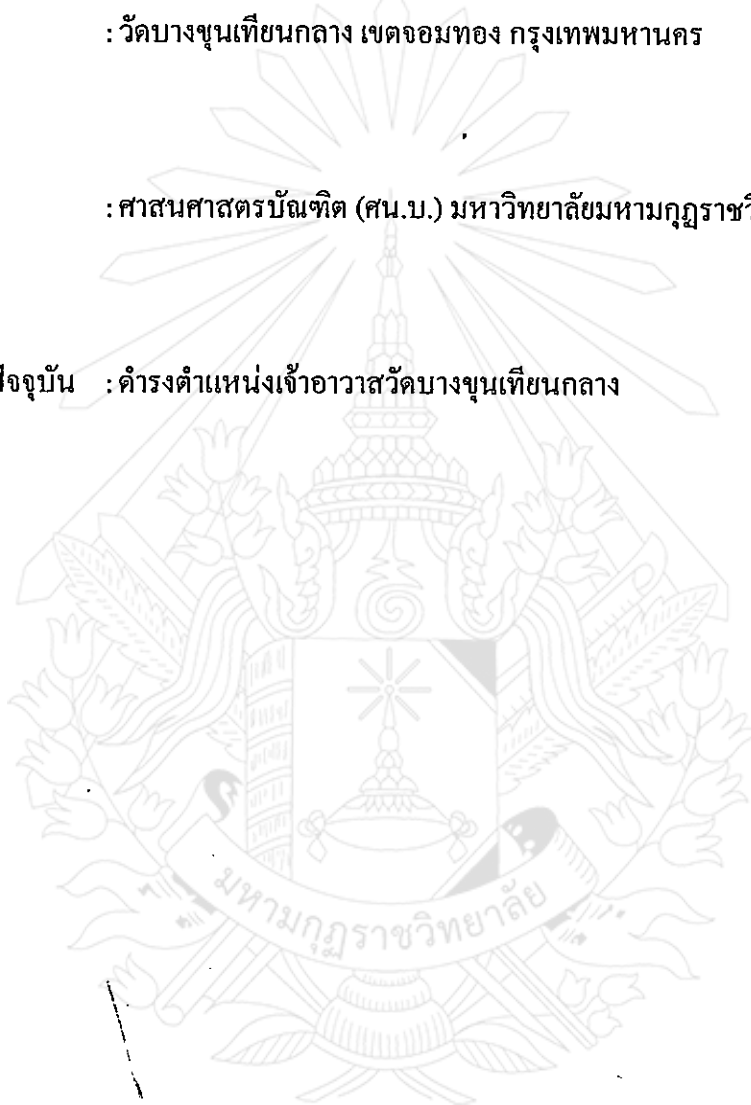 : วัดบางขุนเทียนกลาง เขตจอมทอง กรุงเทพมหานคร
: ศาสนศาสตรบัณฑิต (ศน.บ.) มหาวิทยาลัยมหามกุฏราชวิ
ปัจจุบัน : ดำรงตำแหน่งเจ้าอาวาสวัดบางขุนเทียนกลาง
มหามกุฏราชวิทยาลัย